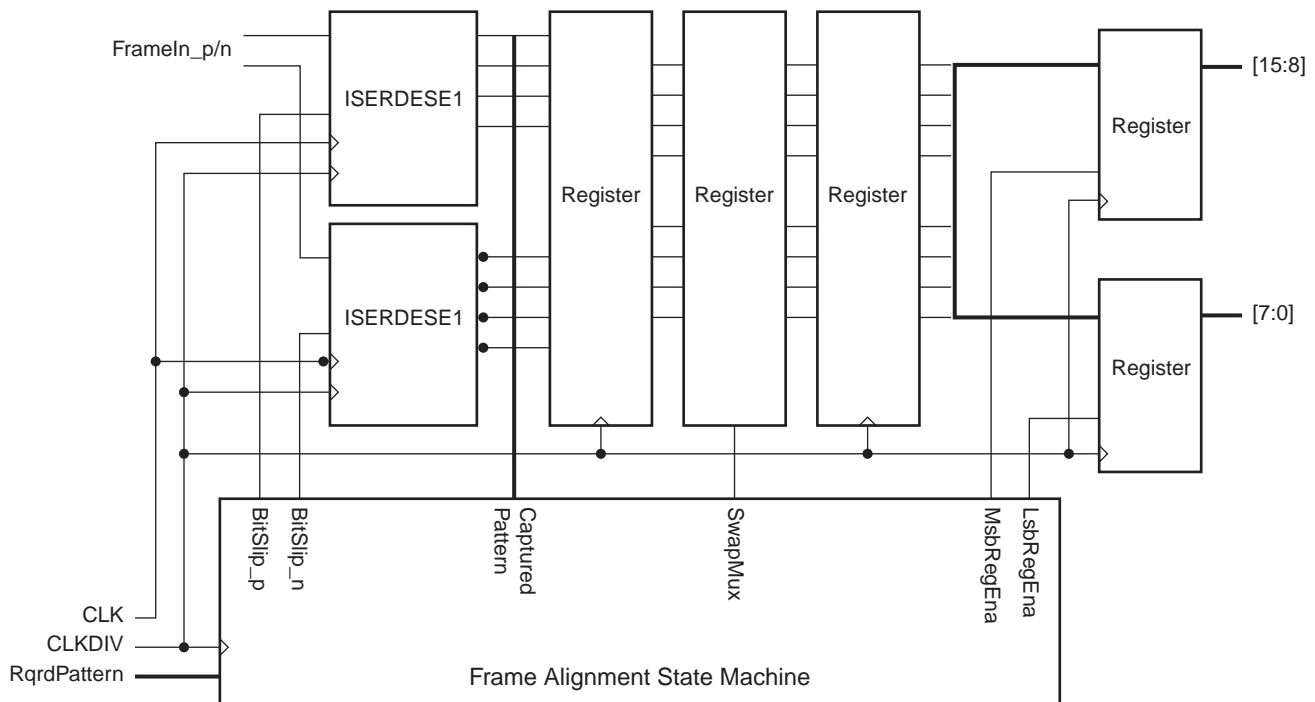 FrameIn_p/n
ISERDESE1
ISERDESE1
Register
Register
Register
Register
[15:8]
Register
[7:0]
BitSlip_p
BitSlip_n
Captured
Pattern
SwapMux
MsbRegEna
LsbRegEna
CLK
CLKDIV
RqrdPattern
Frame Alignment State Machine